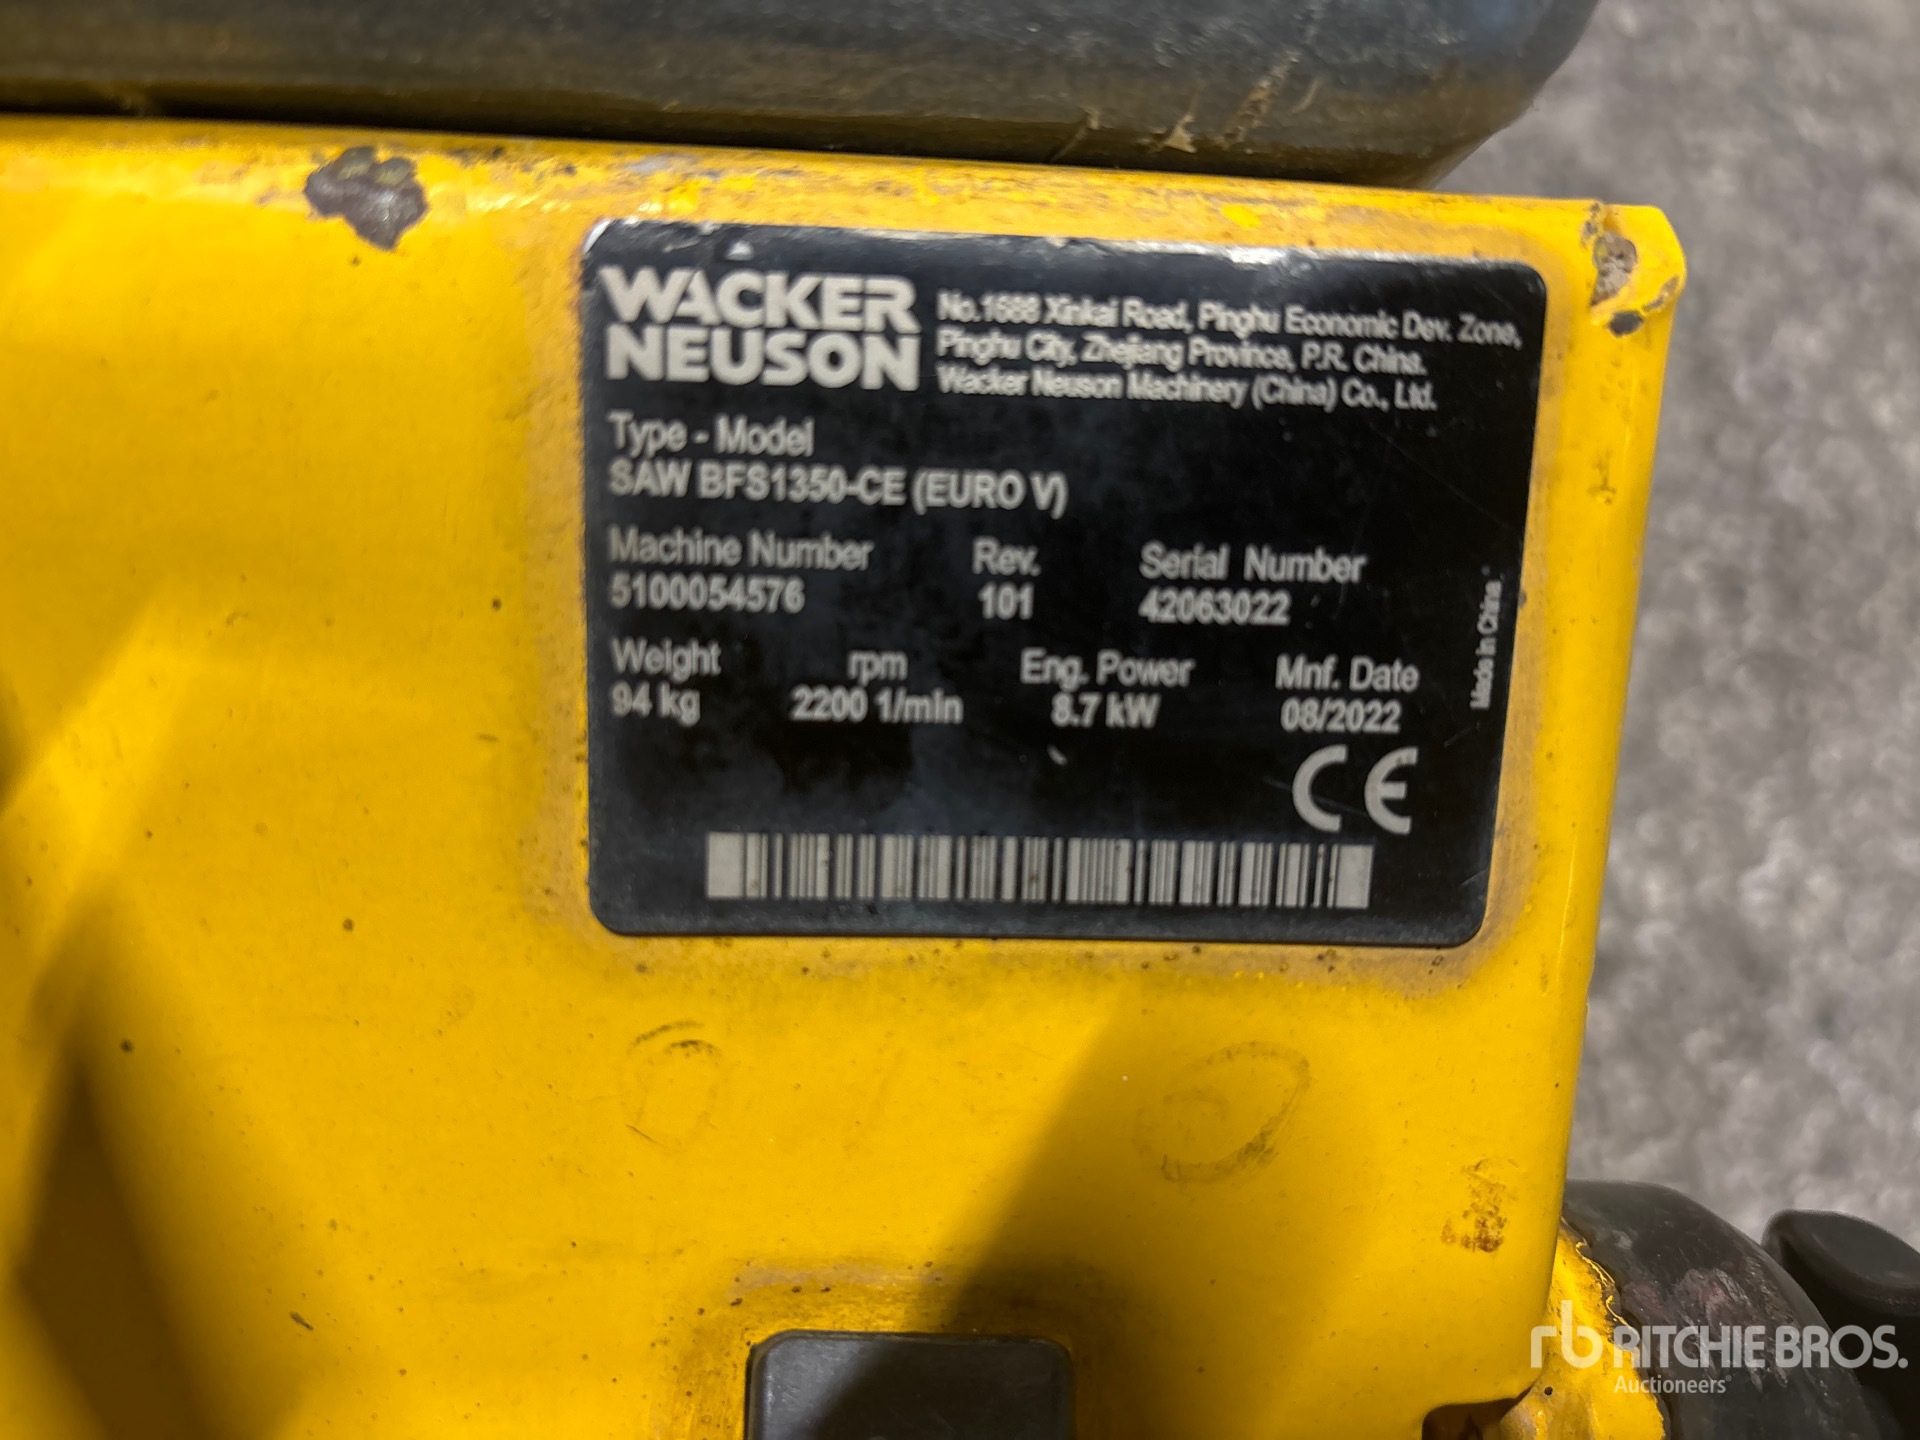 WACKER
NEUSON
No.1688 Xinkai Road, Pinghu Economic Dev. Zone,
Pinghu City, Zhejiang Province, P.R. China.
Wacker Neuson Machinery (China) Co., Ltd.
Type - Model
SAW BFS1350-CE (EURO V)
Machine Number Rev. Serial Number
5100054576 101 42063022
Weight rpm Eng. Power Mnf. Date
94 kg 2200 1/min 8.7 kW 08/2022
Made in China
CE
rb RITCHIE BROS.
Auctioneers